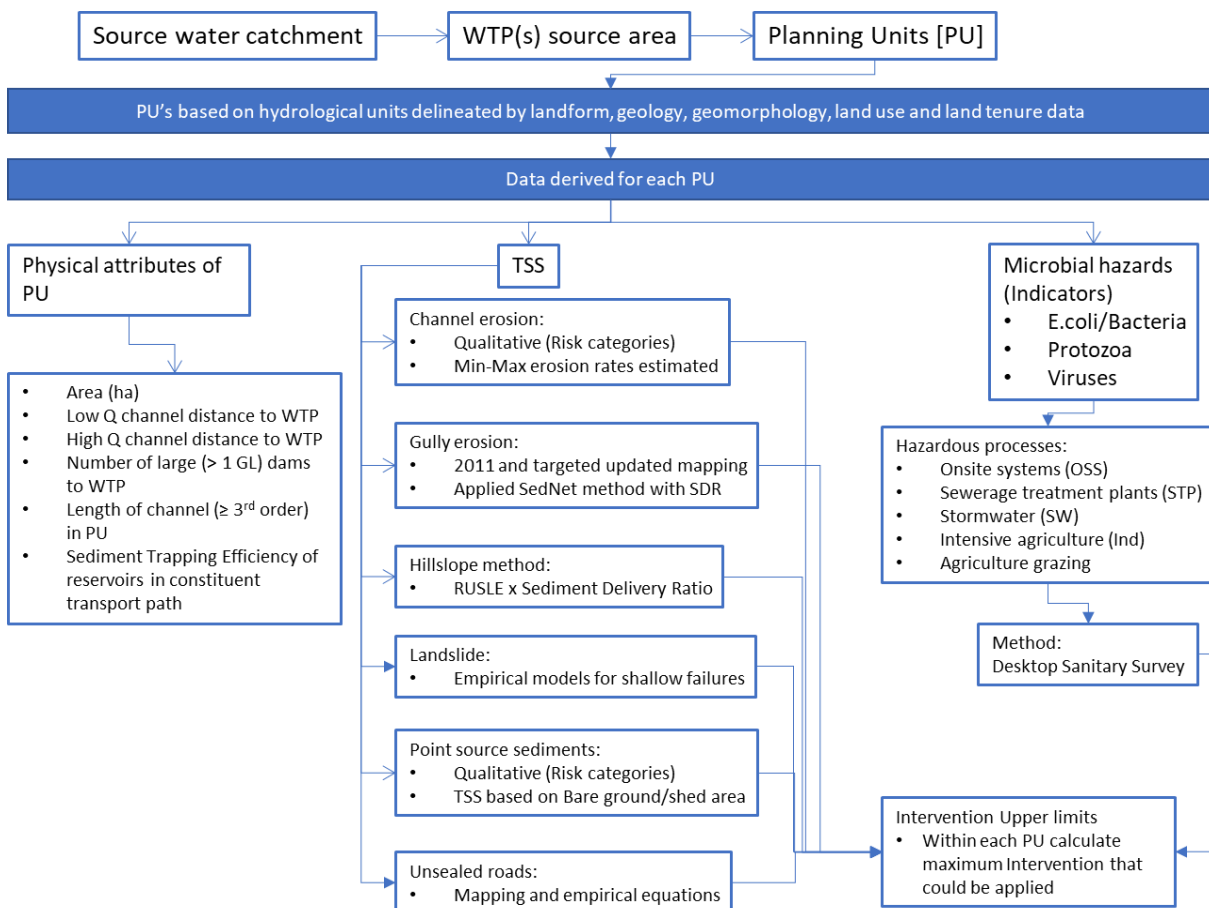 Source water catchment
WTP(s) source area
Planning Units [PU]
PU's based on hydrological units delineated by landform, geology, geomorphology, land use and land tenure data
Data derived for each PU
Physical attributes of
PU
• Area (ha)
• Low Q channel distance to WTP
• High Q channel distance to WTP
• Number of large (> 1 GL) dams
to WTP
• Length of channel (≥ 3rd order)
in PU
• Sediment Trapping Efficiency of
reservoirs in constituent
transport path
TSS
Channel erosion:
• Qualitative (Risk categories)
• Min-Max erosion rates estimated
Gully erosion:
• 2011 and targeted updated mapping
• Applied SedNet method with SDR
Hillslope method:
• RUSLE x Sediment Delivery Ratio
Landslide:
• Empirical models for shallow failures
Point source sediments:
• Qualitative (Risk categories)
• TSS based on Bare ground/shed area
Unsealed roads:
• Mapping and empirical equations
Microbial hazards
(Indicators)
• E.coli/Bacteria
• Protozoa
• Viruses
Hazardous processes:
• Onsite systems (OSS)
• Sewerage treatment plants (STP)
• Stormwater (SW)
• Intensive agriculture (Ind)
• Agriculture grazing
Method:
Desktop Sanitary Survey
Intervention Upper limits
• Within each PU calculate
maximum Intervention that
could be applied